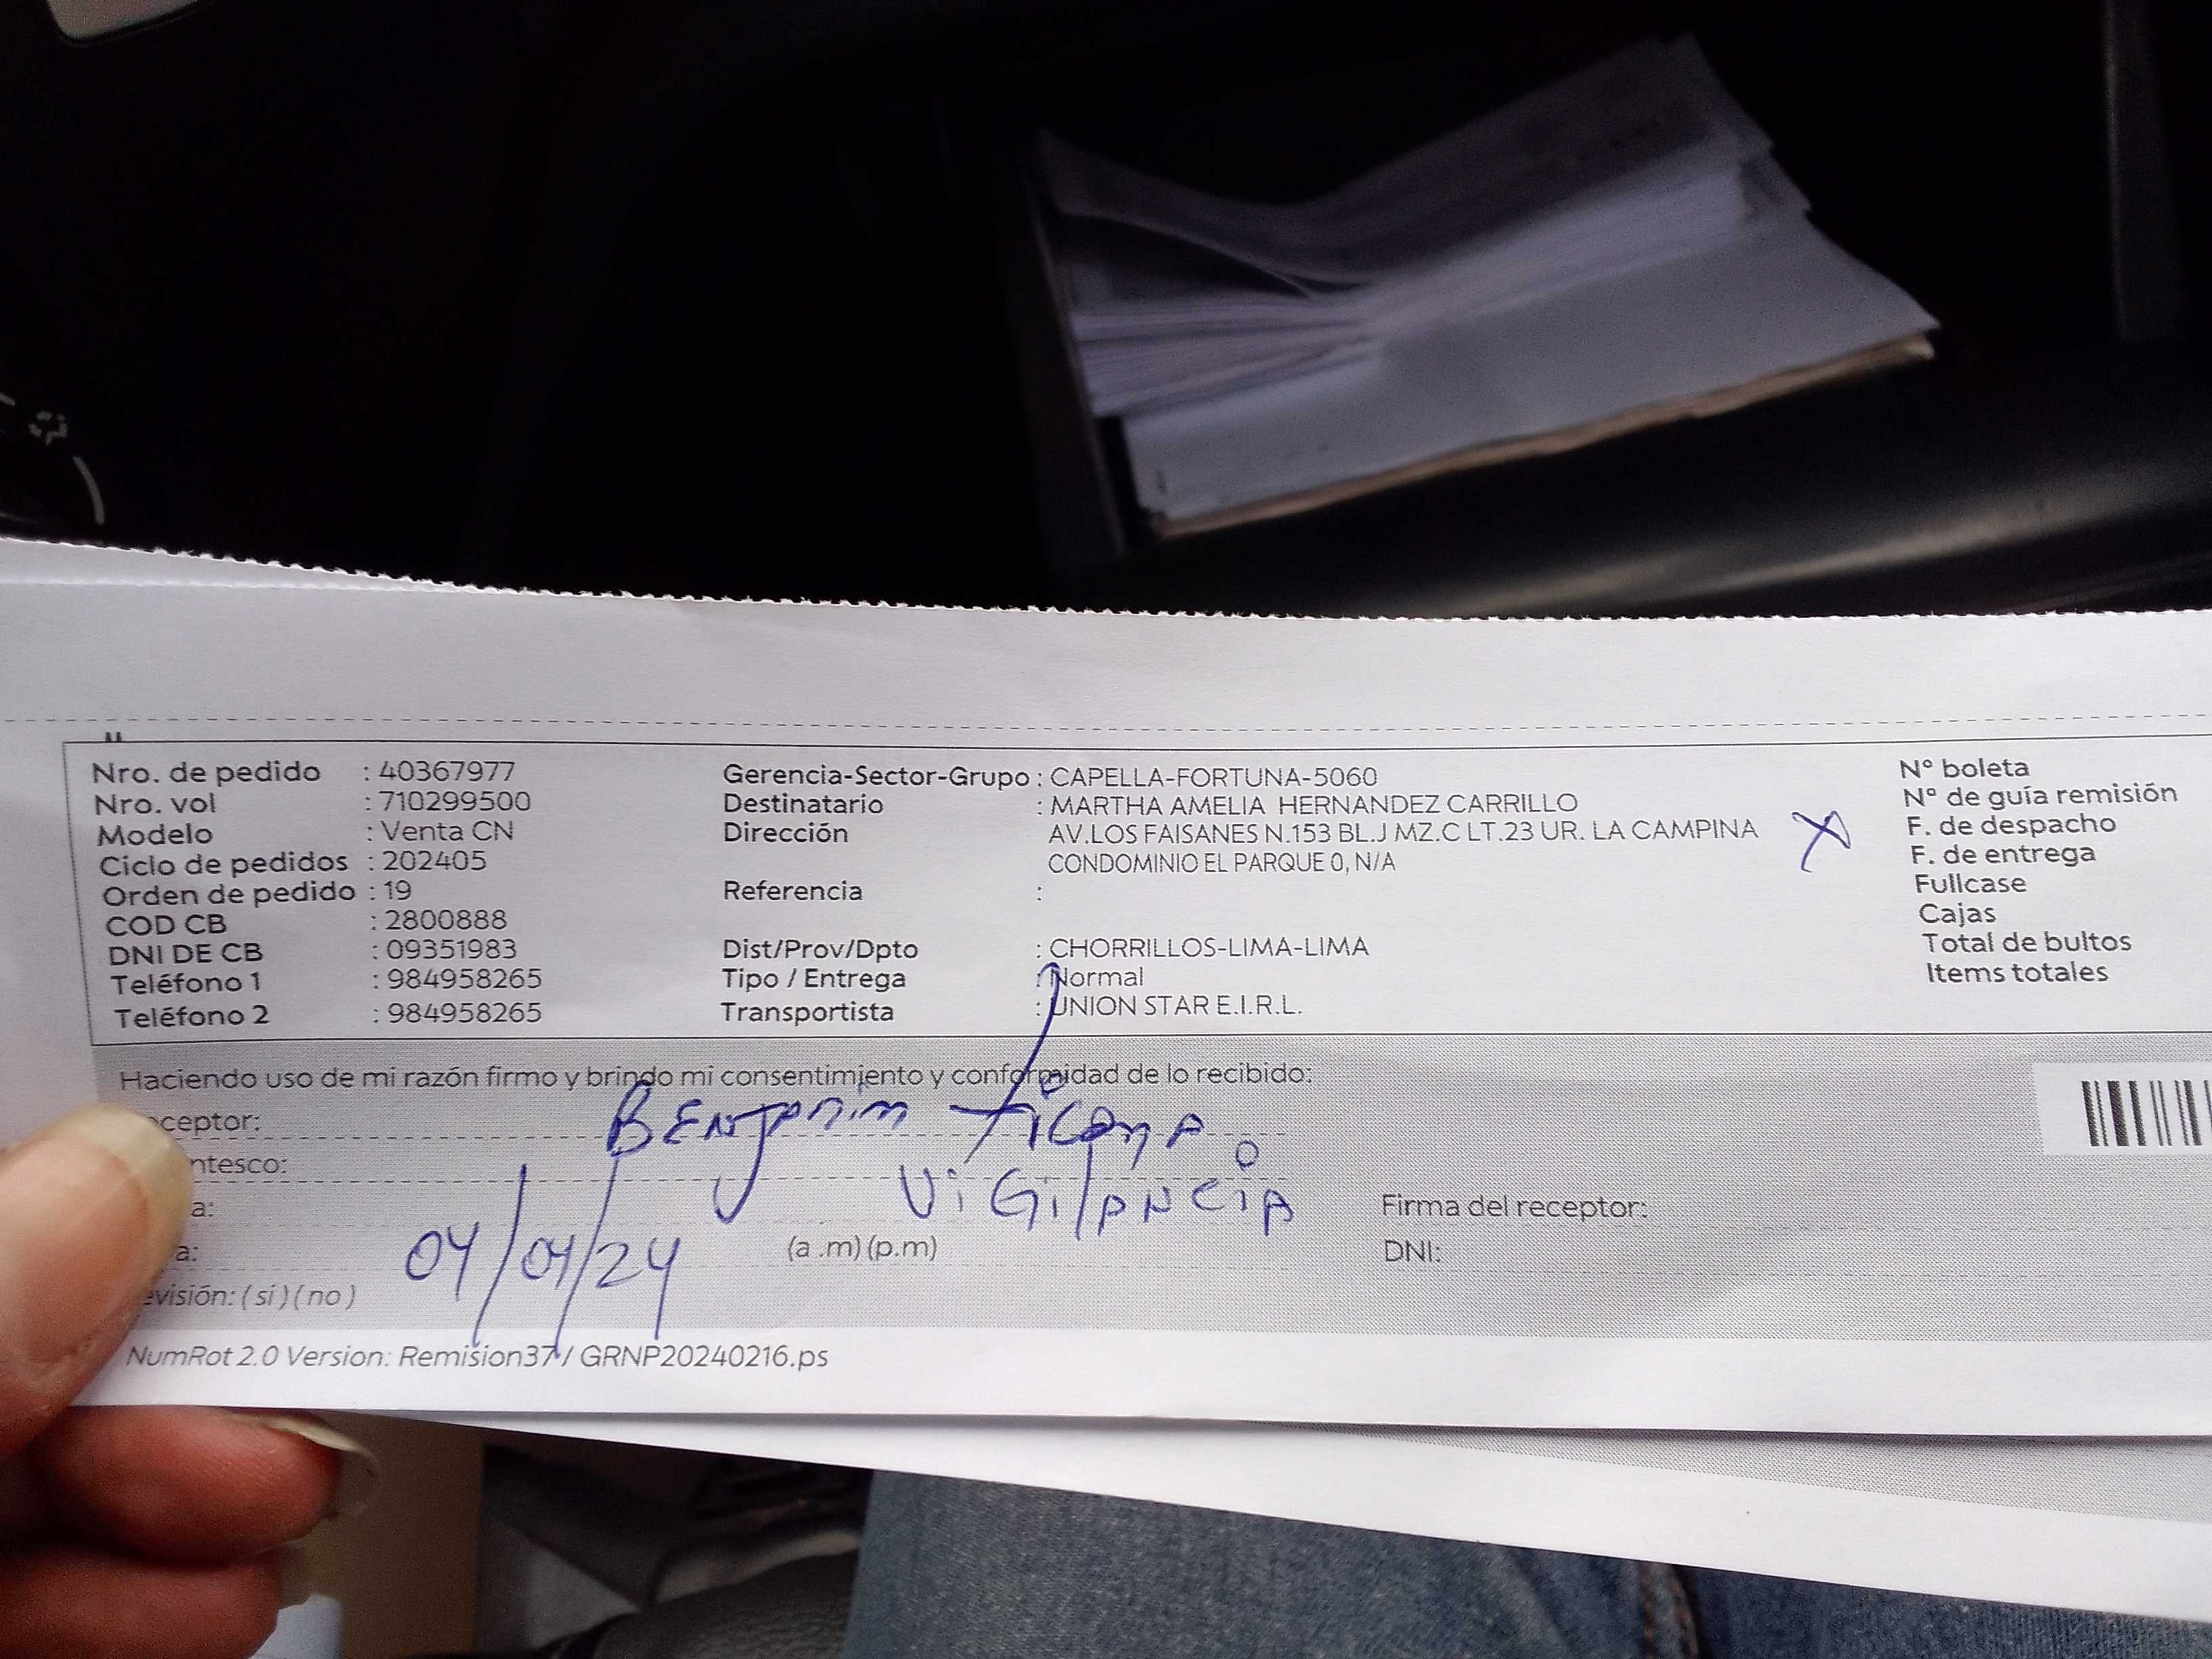 Nro. de pedido : 40367977
Nro. vol : 710299500
Modelo : Venta CN
Ciclo de pedidos : 202405
Orden de pedido : 19
COD CB : 2800888
DNI DE CB : 09351983
Teléfono 1 : 984958265
Teléfono 2 : 984958265
Gerencia-Sector-Grupo : CAPELLA-FORTUNA-5060
Destinatario : MARTHA AMELIA HERNANDEZ CARRILLO
Dirección AV.LOS FAISANES N.153 BL.J MZ.C LT.23 UR. LA CAMPINA
CONDOMINIO EL PARQUE 0, N/A
Referencia :
Dist/Prov/Dpto : CHORRILLOS-LIMA-LIMA
Tipo / Entrega : Normal
Transportista : UNION STAR E.I.R.L.
N° boleta
N° de guía remisión
F. de despacho
F. de entrega
Fullcase
Cajas
Total de bultos
Items totales
Haciendo uso de mi razón firmo y brindo mi consentimiento y conformidad de lo recibido:
ceptor: BENJAMIN
ntesco: ViGilANCiA
a: Firma del receptor:
a: 04/04/24 (a .m) (p.m) DNI:
evisión: ( si ) ( no )
NumRot 2.0 Version: Remision37 / GRNP20240216.ps